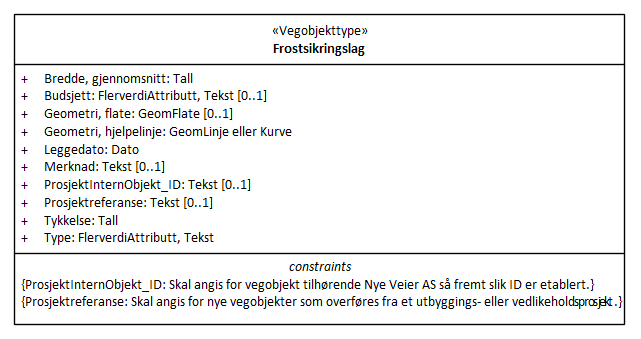 «Vegobjekttype»
Frostsikringslag
+ Bredde, gjennomsnitt: Tall
+ Budsjett: FlerverdiAttributt, Tekst [0..1]
+ Geometri, flate: GeomFlate [0..1]
+ Geometri, hjelpelinje: GeomLinje eller Kurve
+ Leggedato: Dato
+ Merknad: Tekst [0..1]
+ ProsjektInternObjekt_ID: Tekst [0..1]
+ Prosjektreferanse: Tekst [0..1]
+ Tykkelse: Tall
+ Type: FlerverdiAttributt, Tekst
constraints
{ProsjektInternObjekt_ID: Skal angis for vegobjekt tilhørende Nye Veier AS så fremt slik ID er etablert.}
{Prosjektreferanse: Skal angis for nye vegobjekter som overføres fra et utbyggings- eller vedlikeholdsprosjekt.}